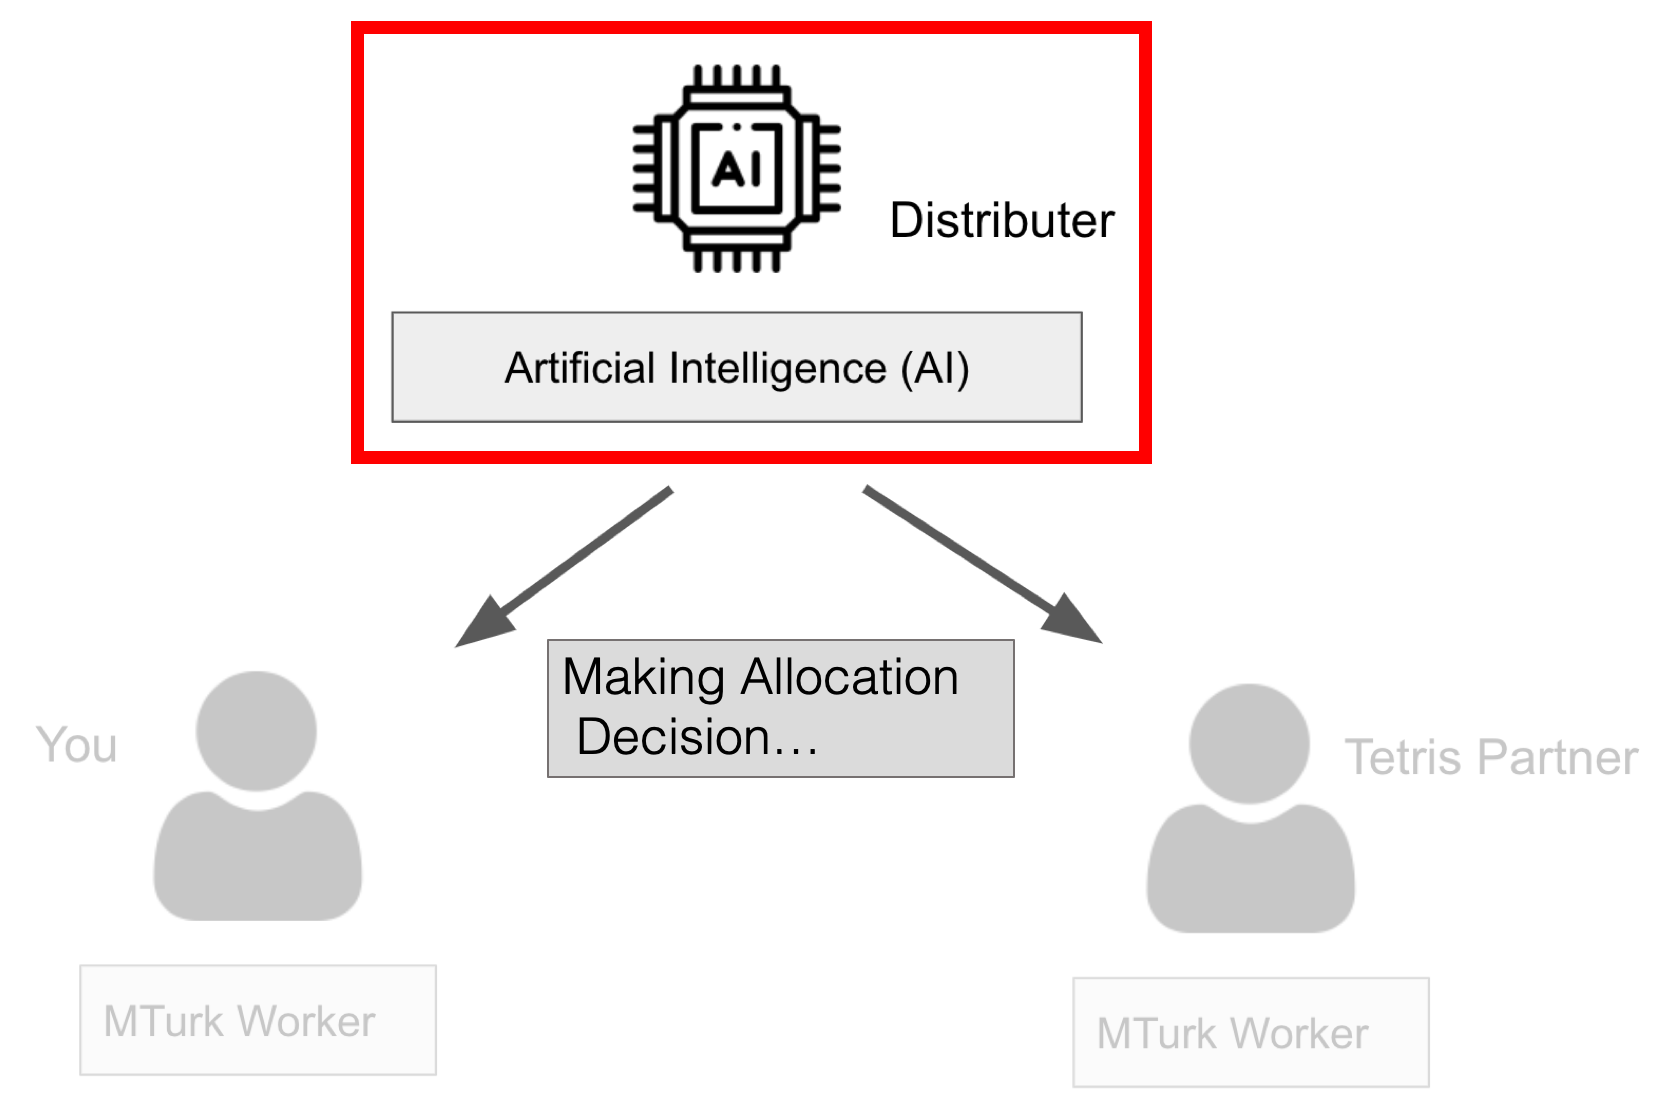 AI
Distributer
Artificial Intelligence (AI)
Making Allocation
Decision...
You
Tetris Partner
MTurk Worker
MTurk Worker